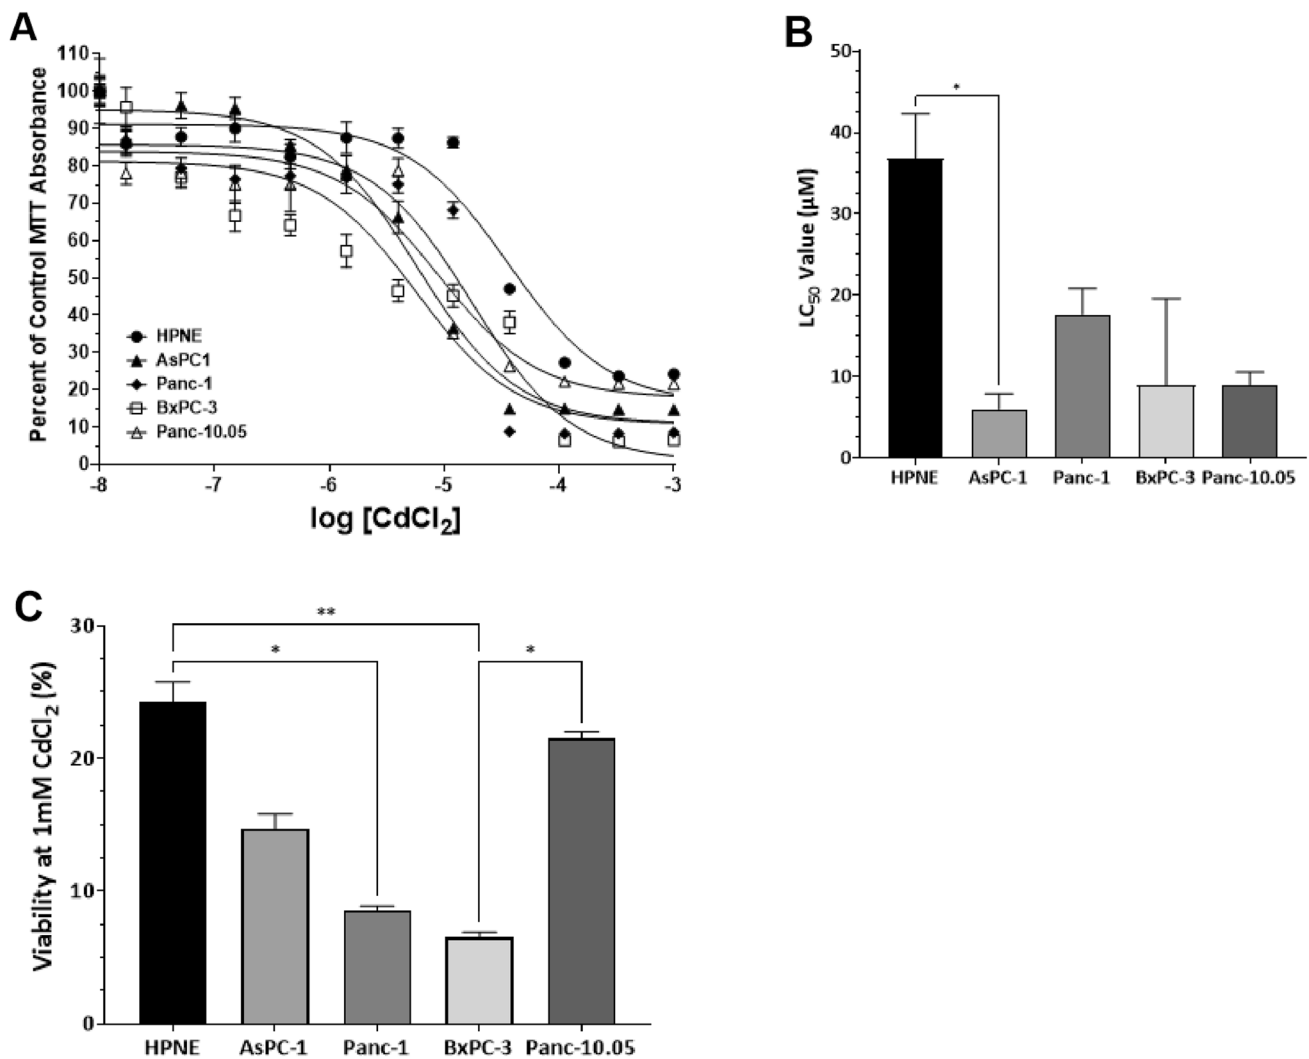 A
Percent of Control MTT Absorbance
110
100
90
80
70
60
50
40
30
20
10
0
HPNE
AsPC1
Panc-1
BxPC-3
Panc-10.05
-8 -7 -6 -5 -4 -3
log [CdCl₂]
B
LC₅₀ Value (μM)
50
40
30
20
10
0
*
HPNE AsPC-1 Panc-1 BxPC-3 Panc-10.05
C
Viability at 1mM CdCl₂ (%)
30
20
10
0
**
* *
HPNE AsPC-1 Panc-1 BxPC-3 Panc-10.05